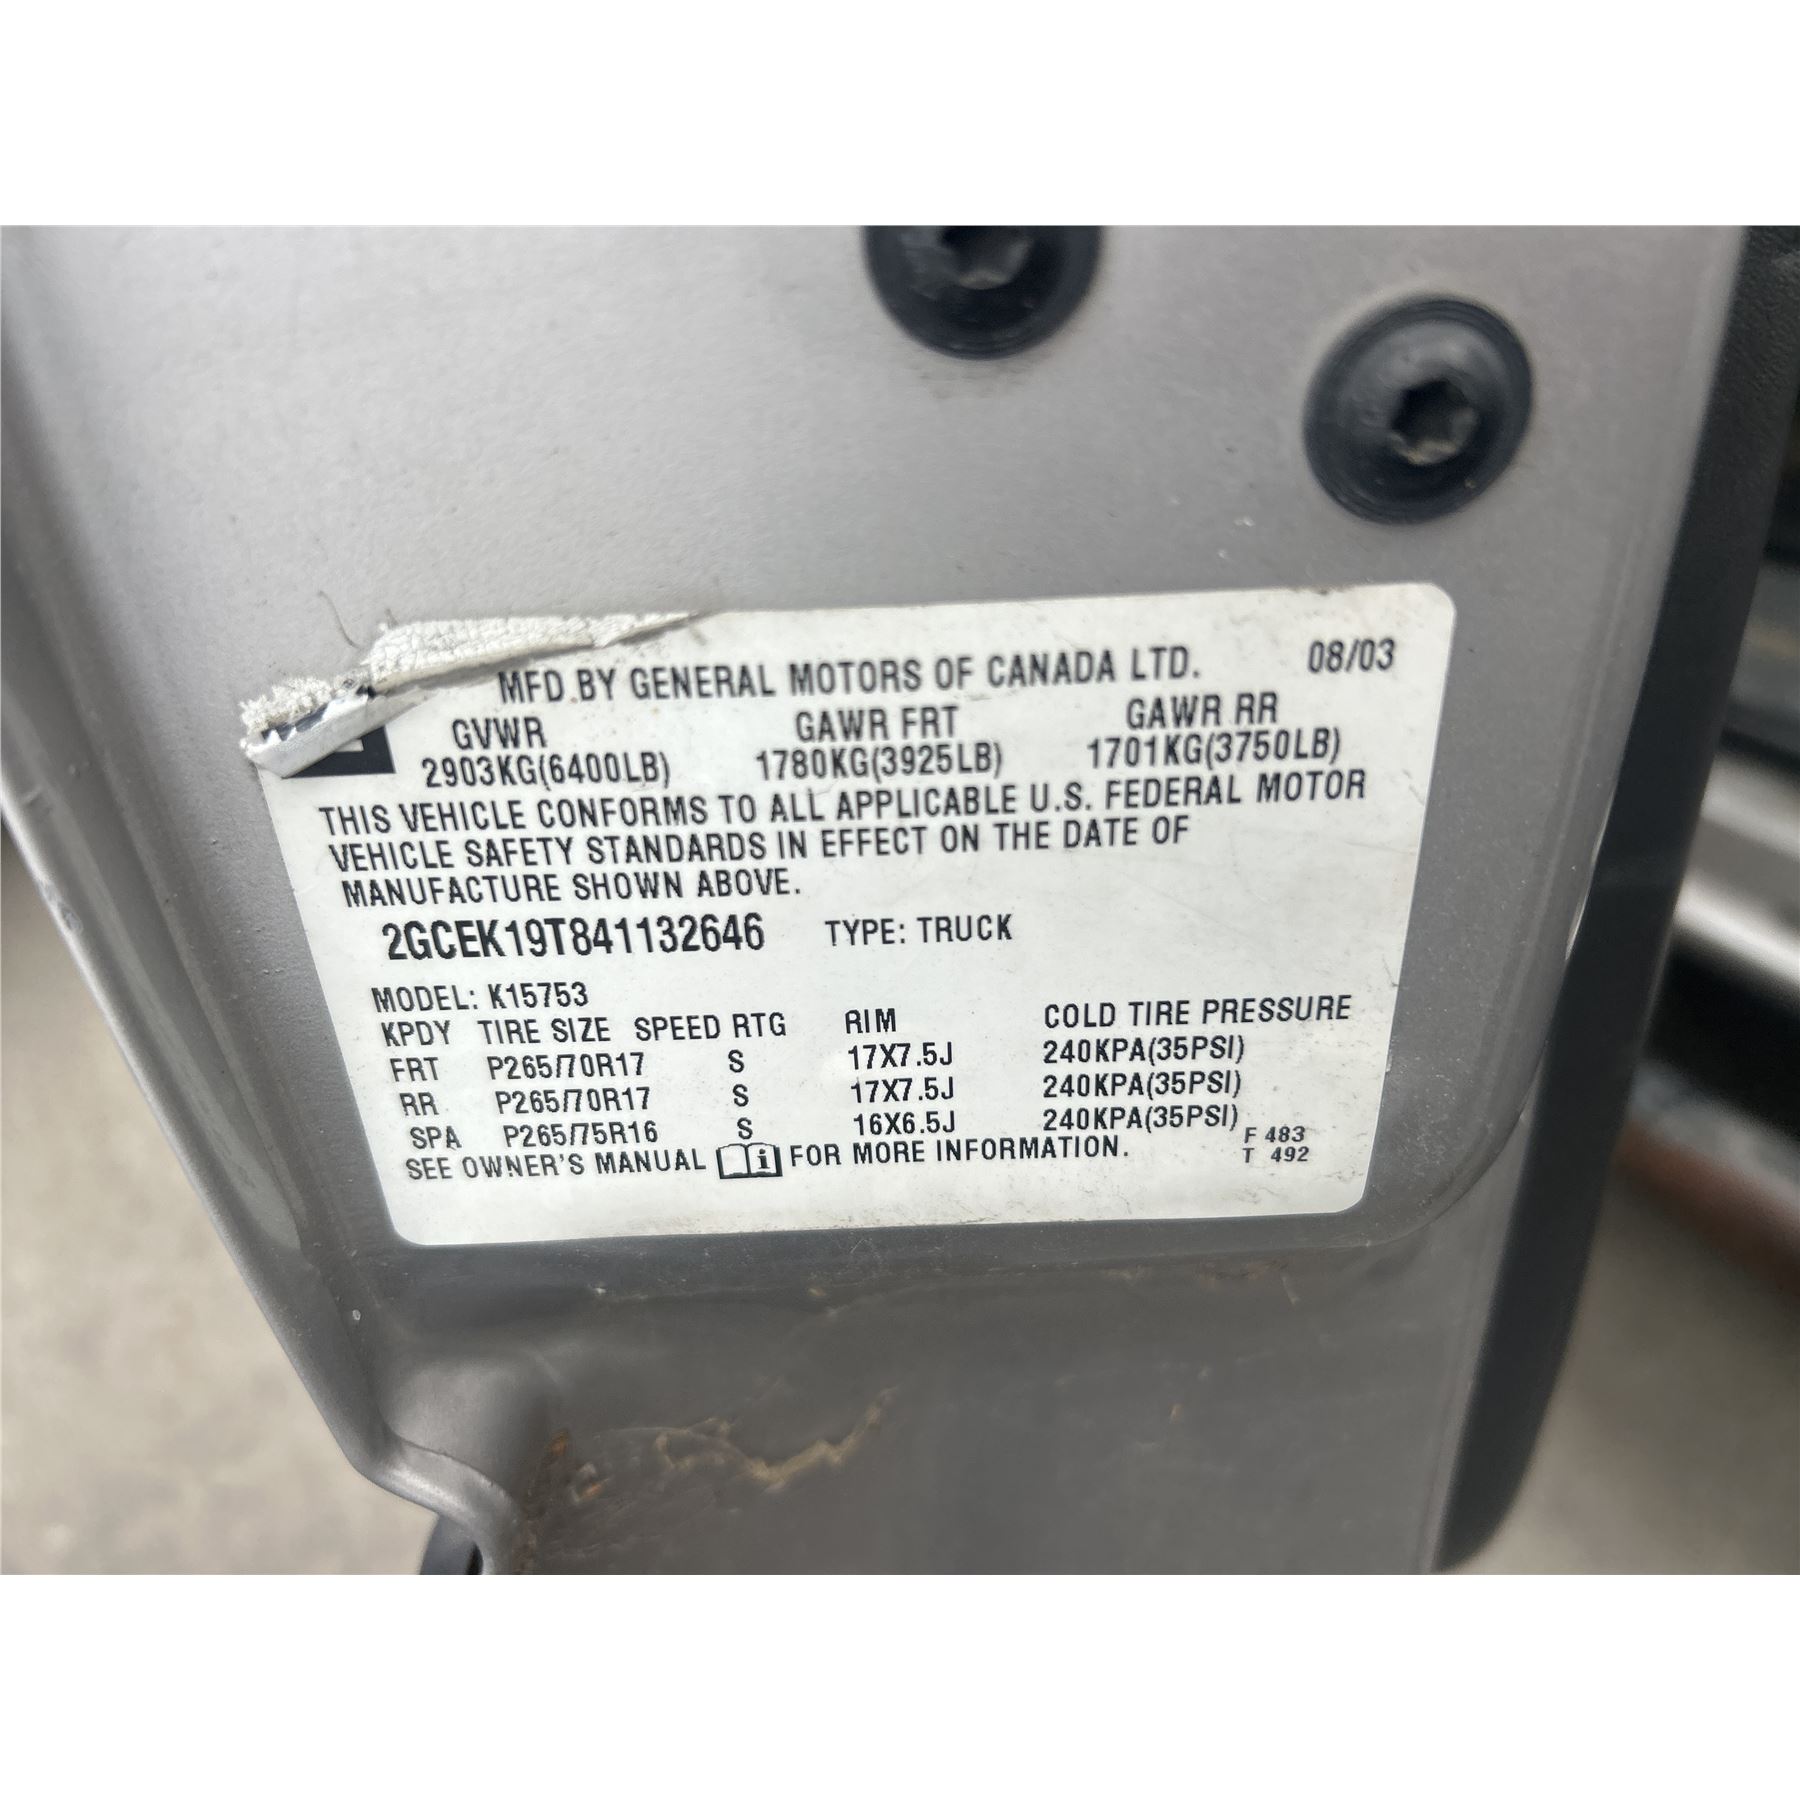 MFD BY GENERAL MOTORS OF CANADA LTD. 08/03
GVWR GAWR FRT GAWR RR
2903KG(6400LB) 1780KG(3925LB) 1701KG(3750LB)
THIS VEHICLE CONFORMS TO ALL APPLICABLE U.S. FEDERAL MOTOR
VEHICLE SAFETY STANDARDS IN EFFECT ON THE DATE OF
MANUFACTURE SHOWN ABOVE.
2GCEK19T841132646 TYPE: TRUCK
MODEL: K15753
KPDY TIRE SIZE SPEED RTG RIM COLD TIRE PRESSURE
FRT P265/70R17 S 17X7.5J 240KPA(35PSI)
RR P265/70R17 S 17X7.5J 240KPA(35PSI)
SPA P265/75R16 S 16X6.5J 240KPA(35PSI)
SEE OWNER'S MANUAL i FOR MORE INFORMATION.
F 483
T 492